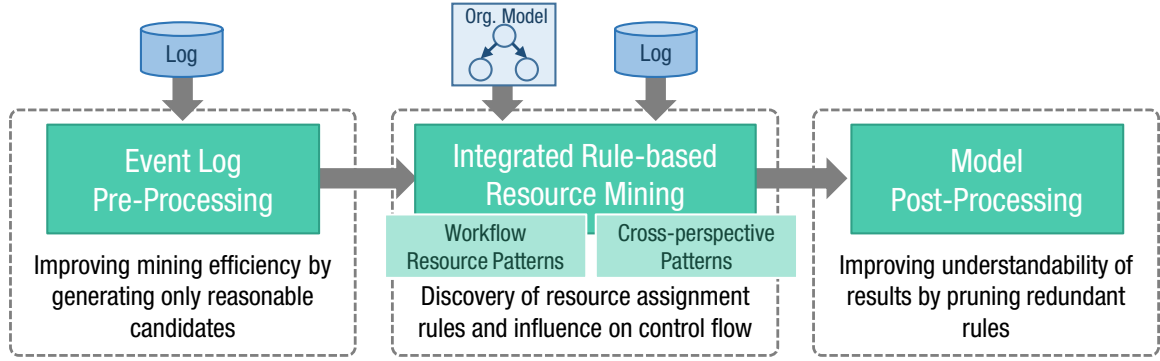 Log
Org. Model
Log
Event Log
Pre-Processing
Improving mining efficiency by
generating only reasonable
candidates
Integrated Rule-based
Resource Mining
Workflow
Resource Patterns
Cross-perspective
Patterns
Discovery of resource assignment
rules and influence on control flow
Model
Post-Processing
Improving understandability of
results by pruning redundant
rules